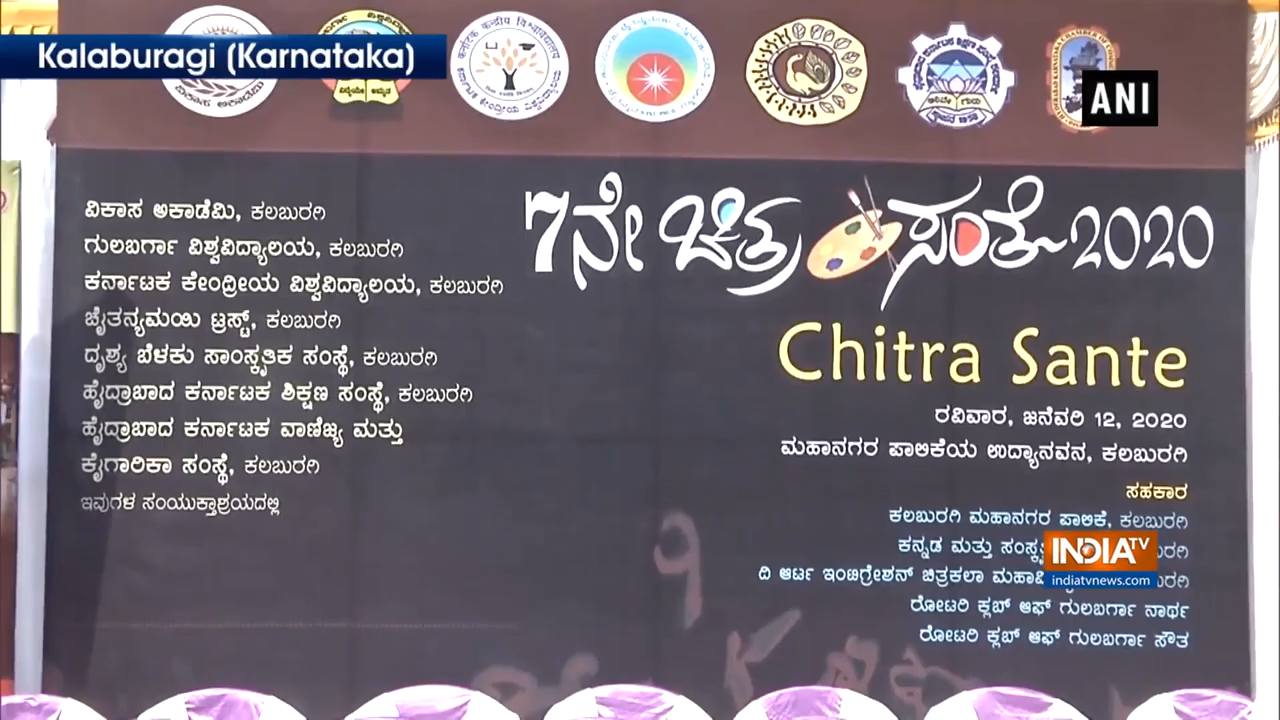 Kalaburagi (Karnataka)
ANI
ವಿಕಾಸ ಅಕಾಡೆಮಿ, ಕಲಬುರಗಿ
ಗುಲಬರ್ಗಾ ವಿಶ್ವವಿದ್ಯಾಲಯ, ಕಲಬುರಗಿ
ಕರ್ನಾಟಕ ಕೇಂದ್ರೀಯ ವಿಶ್ವವಿದ್ಯಾಲಯ, ಕಲಬುರಗಿ
ಚೈತನ್ಯಮಯಿ ಟ್ರಸ್ಟ್, ಕಲಬುರಗಿ
ದೃಶ್ಯ ಬೆಳಕು ಸಾಂಸ್ಕೃತಿಕ ಸಂಸ್ಥೆ, ಕಲಬುರಗಿ
ಹೈದ್ರಾಬಾದ ಕರ್ನಾಟಕ ಶಿಕ್ಷಣ ಸಂಸ್ಥೆ, ಕಲಬುರಗಿ
ಹೈದ್ರಾಬಾದ ಕರ್ನಾಟಕ ವಾಣಿಜ್ಯ ಮತ್ತು
ಕೈಗಾರಿಕಾ ಸಂಸ್ಥೆ, ಕಲಬುರಗಿ
ಇವುಗಳ ಸಂಯುಕ್ತಾಶ್ರಯದಲ್ಲಿ
7ನೇ ಚಿತ್ರ ಸಂತೆ 2020
Chitra Sante
ರವಿವಾರ, ಜನೆವರಿ 12, 2020
ಮಹಾನಗರ ಪಾಲಿಕೆಯ ಉದ್ಯಾನವನ, ಕಲಬುರಗಿ
ಸಹಕಾರ
ಕಲಬುರಗಿ ಮಹಾನಗರ ಪಾಲಿಕೆ, ಕಲಬುರಗಿ
ಕನ್ನಡ ಮತ್ತು
ದಿ ಆರ್ಟ ಇಂಟಿಗ್ರೇಶನ್ ಚಿತ್ರಕಲಾ
ರೋಟರಿ ಕ್ಲಬ್ ಆಫ್ ಗುಲಬರ್ಗಾ ನಾರ್ಥ
ರೋಟರಿ ಕ್ಲಬ್ ಆಫ್ ಗುಲಬರ್ಗಾ ಸೌತ
INDIA TV
indiatvnews.com